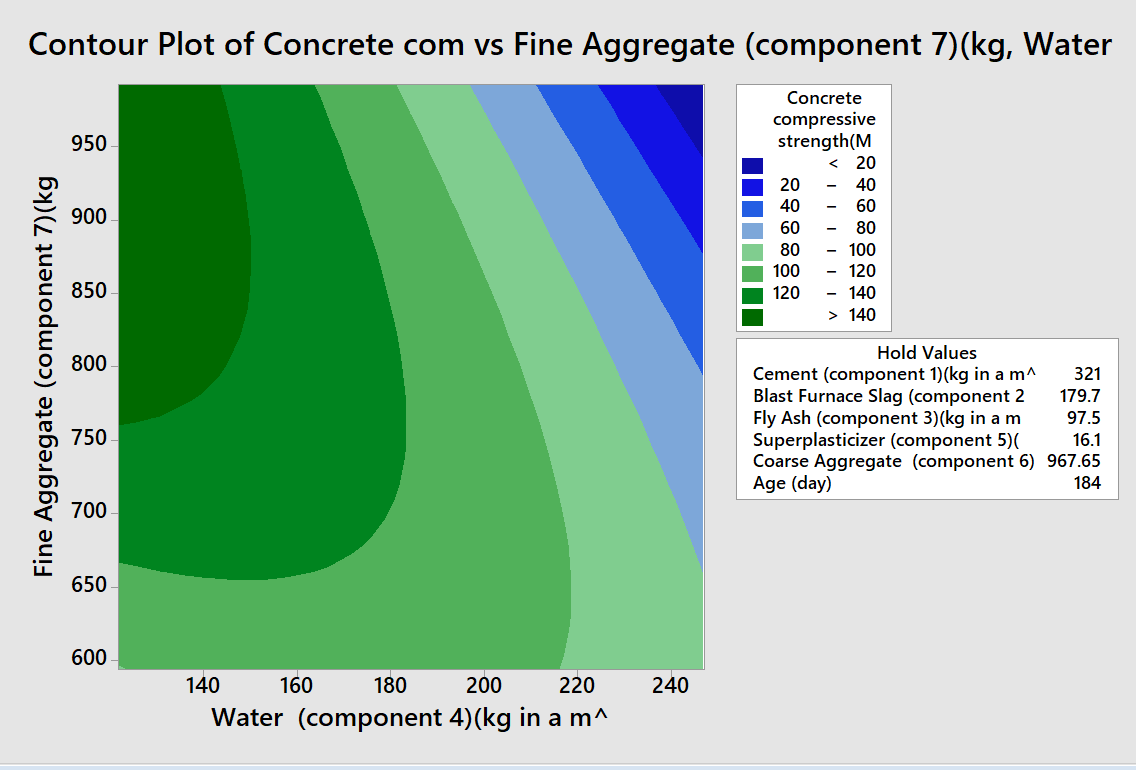 Contour Plot of Concrete com vs Fine Aggregate (component 7)(kg, Water
Fine Aggregate (component 7)(kg
950
900
850
800
750
700
650
600
140 160 180 200 220 240
Water (component 4)(kg in a m^
Concrete
compressive
strength(M
< 20
20 – 40
40 – 60
60 – 80
80 – 100
100 – 120
120 – 140
> 140
Hold Values
Cement (component 1)(kg in a m^ 321
Blast Furnace Slag (component 2 179.7
Fly Ash (component 3)(kg in a m 97.5
Superplasticizer (component 5)( 16.1
Coarse Aggregate (component 6) 967.65
Age (day) 184